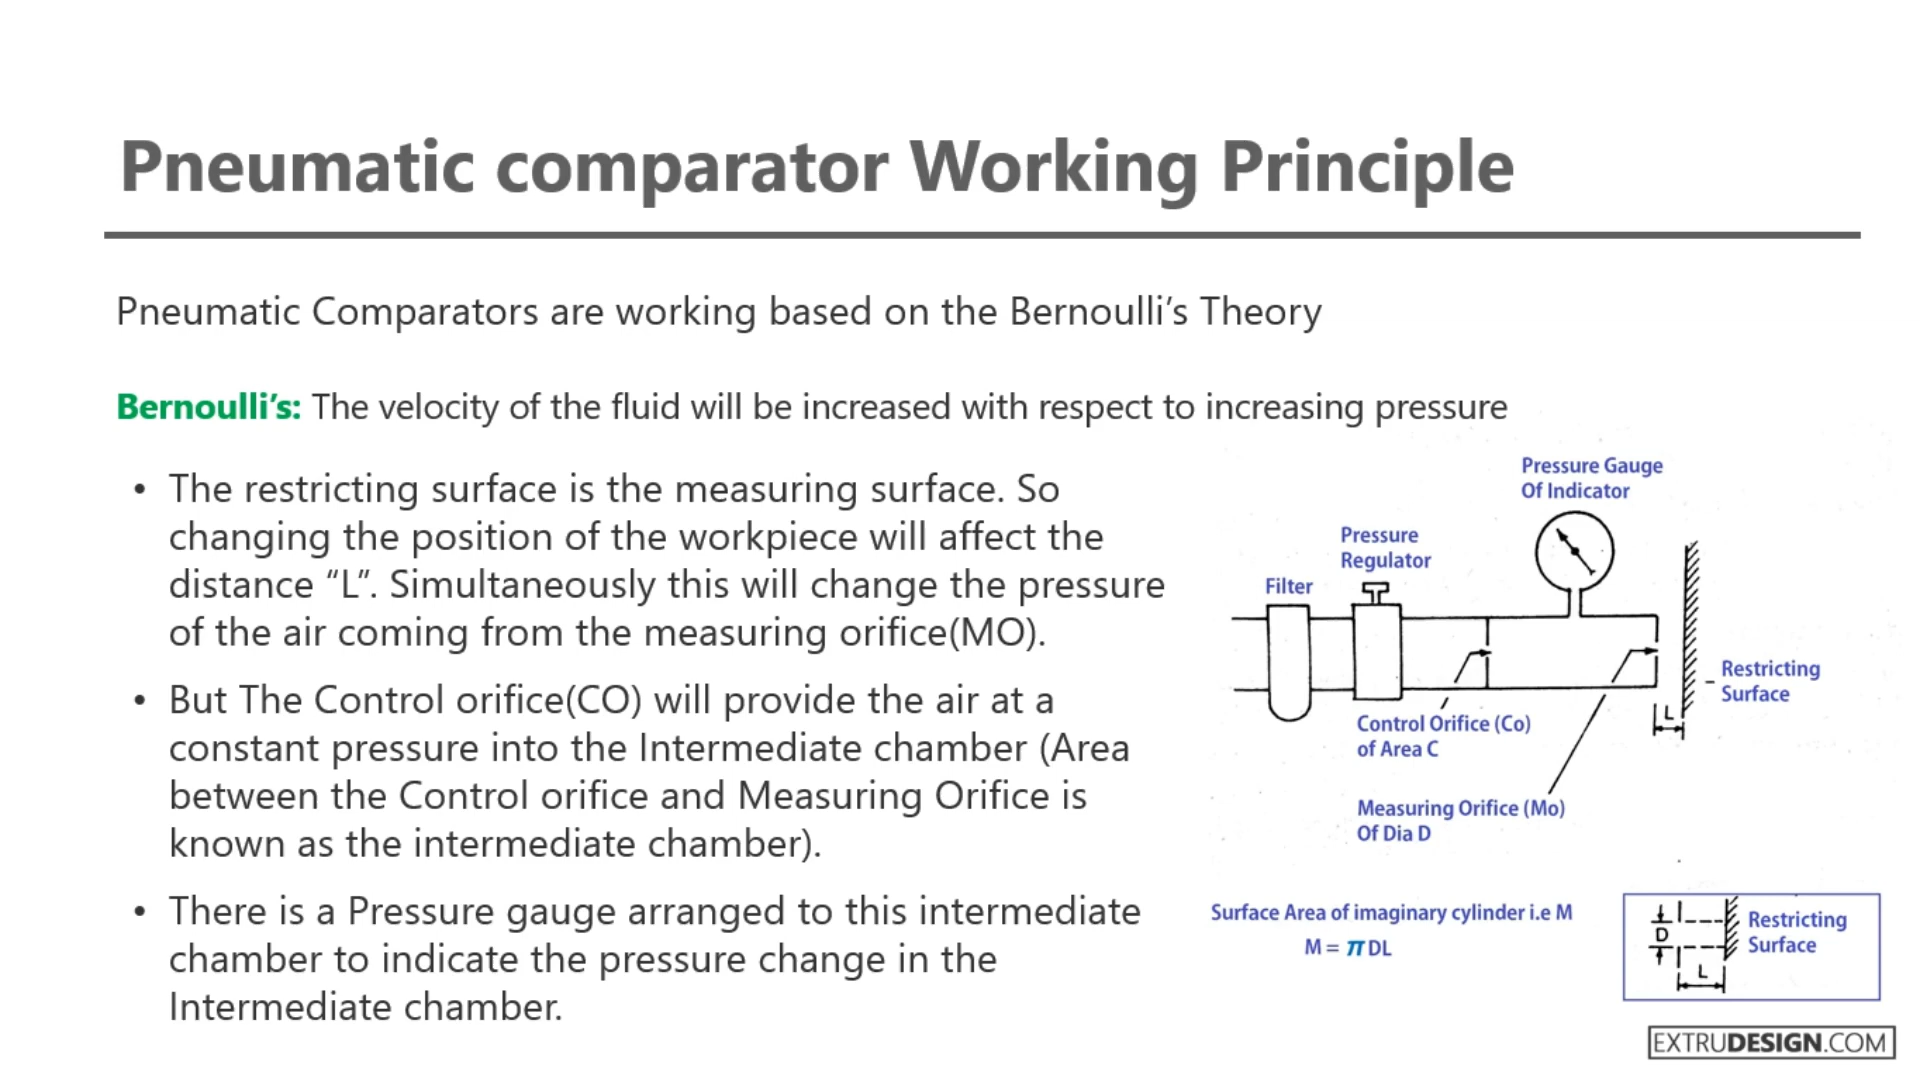 Pneumatic comparator Working Principle
Pneumatic Comparators are working based on the Bernoulli’s Theory
Bernoulli’s: The velocity of the fluid will be increased with respect to increasing pressure
• The restricting surface is the measuring surface. So
changing the position of the workpiece will affect the
distance “L”. Simultaneously this will change the pressure
of the air coming from the measuring orifice(MO).
• But The Control orifice(CO) will provide the air at a
constant pressure into the Intermediate chamber (Area
between the Control orifice and Measuring Orifice is
known as the intermediate chamber).
• There is a Pressure gauge arranged to this intermediate
chamber to indicate the pressure change in the
Intermediate chamber.
Pressure Gauge
Of Indicator
Pressure
Regulator
Filter
Restricting
Surface
L
Control Orifice (Co)
of Area C
Measuring Orifice (Mo)
Of Dia D
Surface Area of imaginary cylinder i.e M
M = π DL
Restricting
Surface
D
L
EXTRUDESIGN.COM